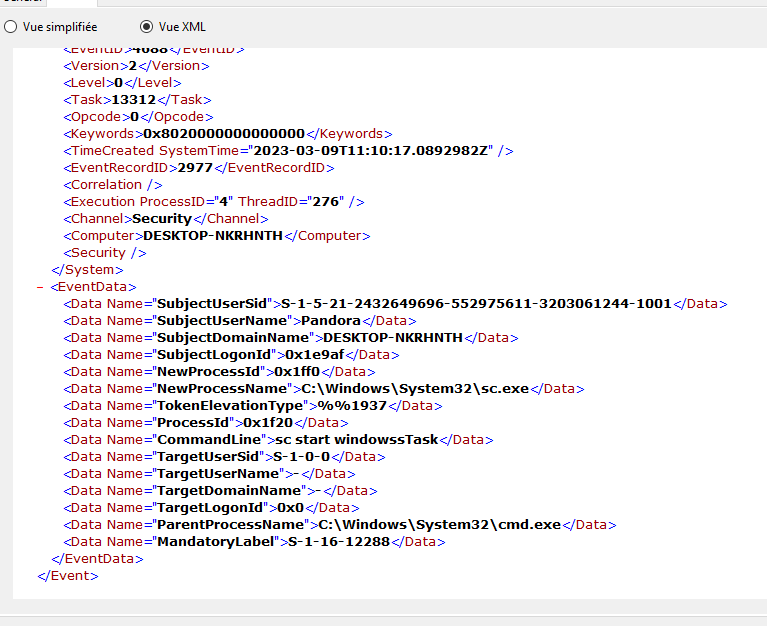 Vue simplifiée Vue XML
<EventID>4688</EventID>
<Version>2</Version>
<Level>0</Level>
<Task>13312</Task>
<Opcode>0</Opcode>
<Keywords>0x8020000000000000</Keywords>
<TimeCreated SystemTime="2023-03-09T11:10:17.0892982Z" />
<EventRecordID>2977</EventRecordID>
<Correlation />
<Execution ProcessID="4" ThreadID="276" />
<Channel>Security</Channel>
<Computer>DESKTOP-NKRHNTH</Computer>
<Security />
</System>
– <EventData>
<Data Name="SubjectUserSid">S-1-5-21-2432649696-552975611-3203061244-1001</Data>
<Data Name="SubjectUserName">Pandora</Data>
<Data Name="SubjectDomainName">DESKTOP-NKRHNTH</Data>
<Data Name="SubjectLogonId">0x1e9af</Data>
<Data Name="NewProcessId">0x1ff0</Data>
<Data Name="NewProcessName">C:\Windows\System32\sc.exe</Data>
<Data Name="TokenElevationType">%%1937</Data>
<Data Name="ProcessId">0x1f20</Data>
<Data Name="CommandLine">sc start windowssTask</Data>
<Data Name="TargetUserSid">S-1-0-0</Data>
<Data Name="TargetUserName">-</Data>
<Data Name="TargetDomainName">-</Data>
<Data Name="TargetLogonId">0x0</Data>
<Data Name="ParentProcessName">C:\Windows\System32\cmd.exe</Data>
<Data Name="MandatoryLabel">S-1-16-12288</Data>
</EventData>
</Event>